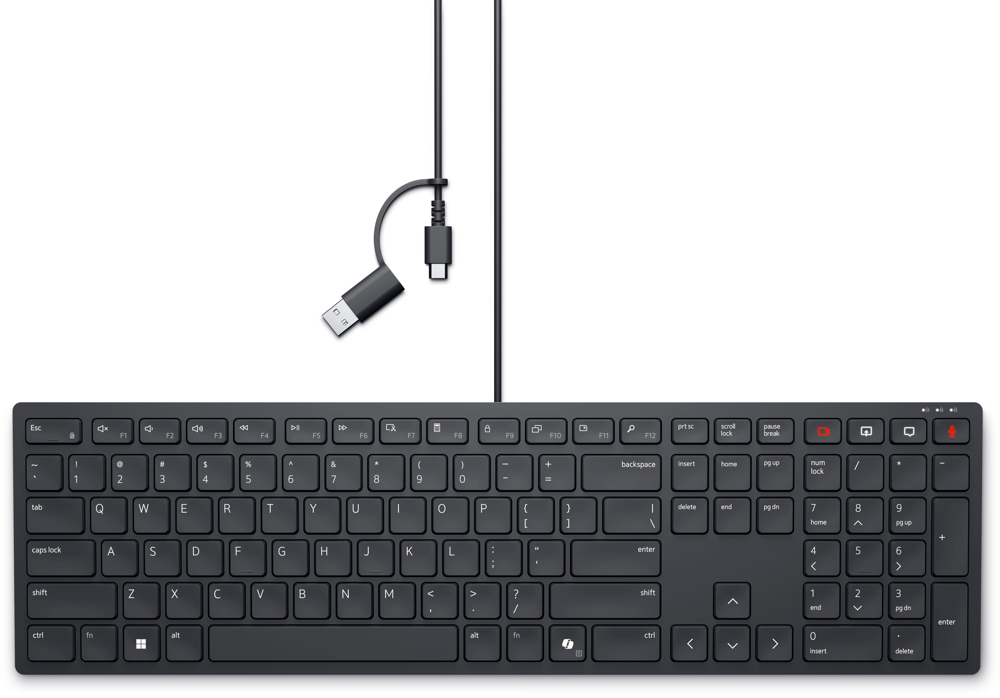 Esc
F1
F2
F3
F4
F5
F6
F7
F8
F9
F10
F11
F12
prt sc
scroll
lock
pause
break
~
`
!
1
@
2
#
3
$
4
%
5
^
6
&
7
*
8
(
9
)
0
—
-
+
=
backspace
insert
home
pg up
num
lock
/
*
-
tab
Q
W
E
R
T
Y
U
I
O
P
{
[
}
]
|
\
delete
end
pg dn
7
home
8
9
pg up
+
caps lock
A
S
D
F
G
H
J
K
L
:
;
“
‘
enter
4
5
6
shift
Z
X
C
V
B
N
M
<
,
>
.
?
/
shift
1
end
2
3
pg dn
enter
ctrl
fn
alt
alt
fn
ctrl
0
insert
.
delete